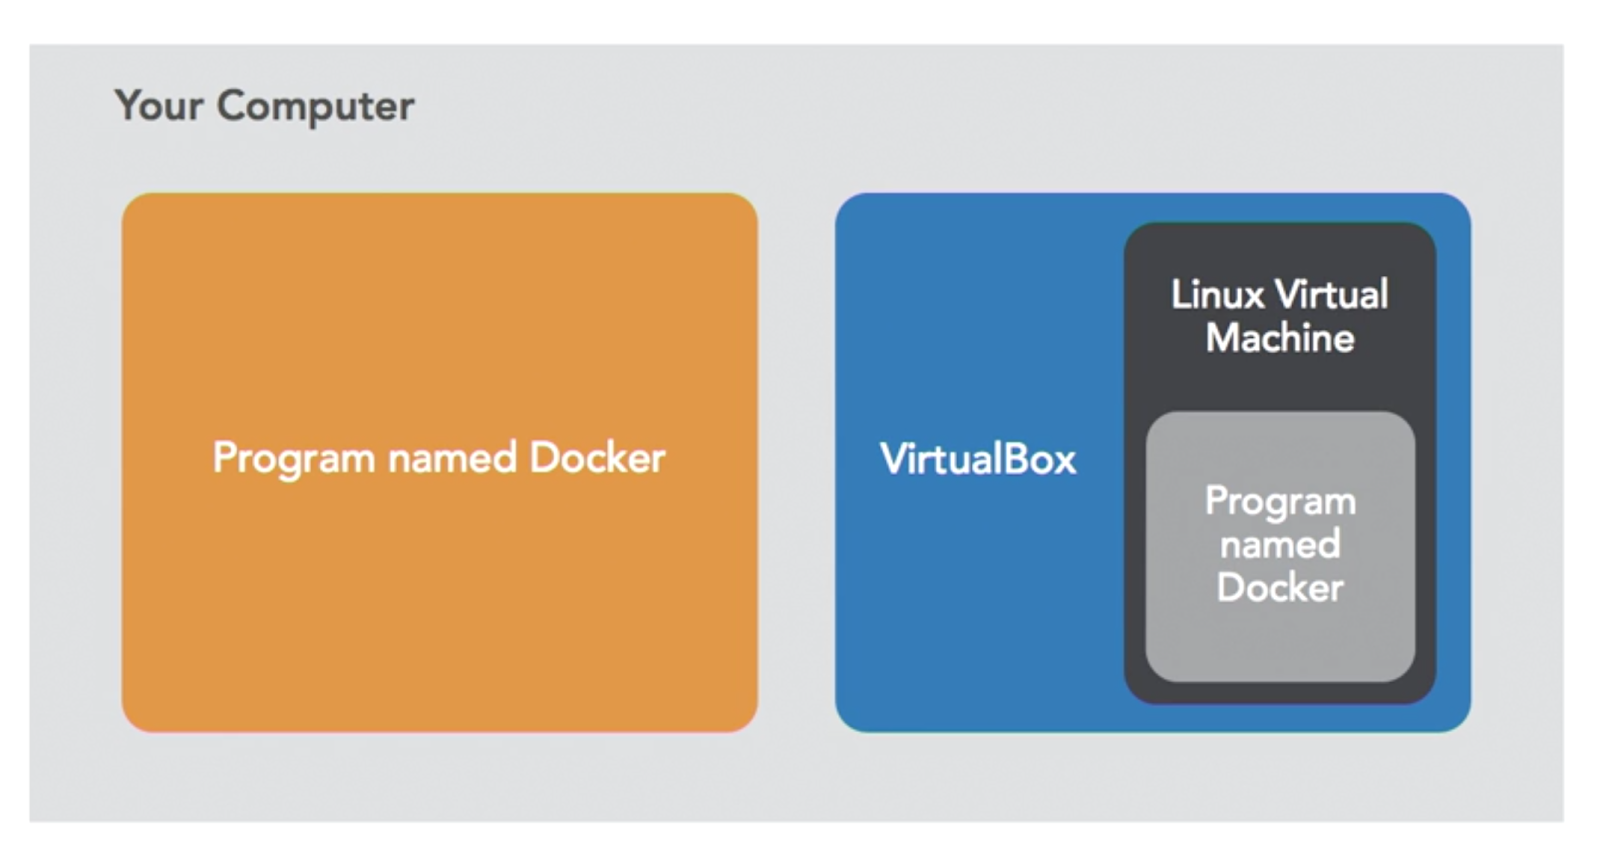 Your Computer
Program named Docker
VirtualBox
Linux Virtual
Machine
Program
named
Docker